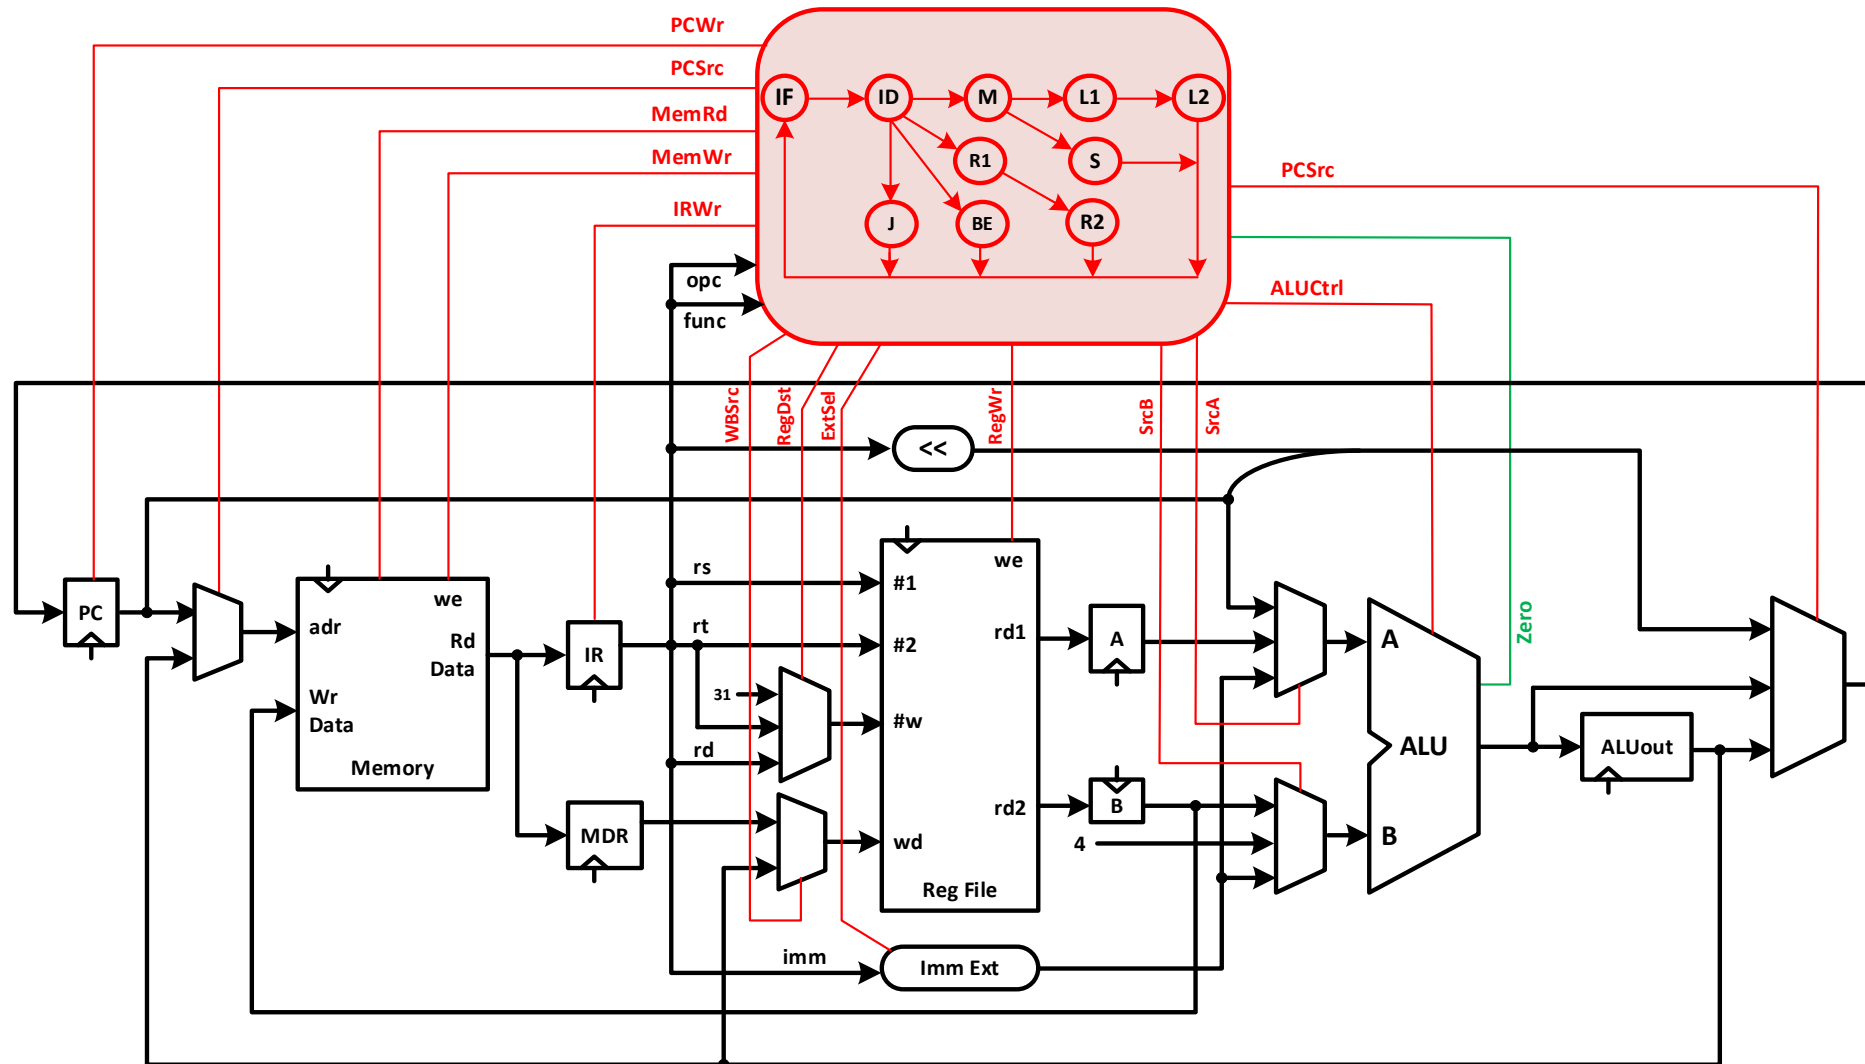 PCWr
PCSrc
MemRd
MemWr
IRWr
IF
ID
M
L1
L2
R1
S
J
BE
R2
PCSrc
ALUCtrl
opc
func
WBSrc
RegDst
ExtSel
RegWr
SrcB
SrcA
Zero
<<
PC
adr
we
Rd
Data
Wr
Data
Memory
IR
MDR
rs
rt
31
rd
imm
we
#1
#2
#w
wd
rd1
rd2
Reg File
Imm Ext
A
B
4
A
B
ALU
ALUout